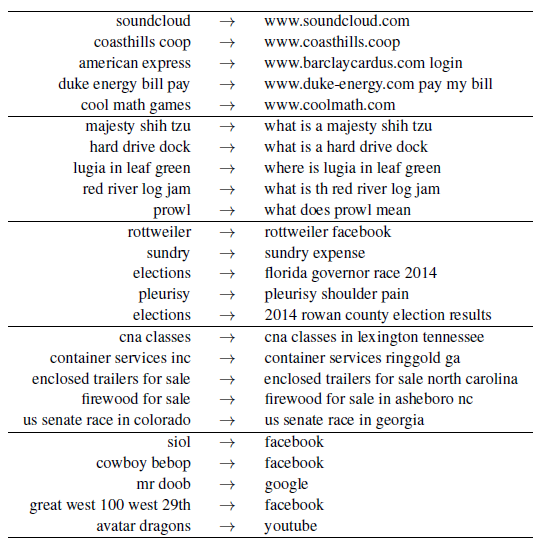 soundcloud → www.soundcloud.com
coasthills coop → www.coasthills.coop
american express → www.barclaycardus.com login
duke energy bill pay → www.duke-energy.com pay my bill
cool math games → www.coolmath.com
majesty shih tzu → what is a majesty shih tzu
hard drive dock → what is a hard drive dock
lugia in leaf green → where is lugia in leaf green
red river log jam → what is th red river log jam
prowl → what does prowl mean
rottweiler → rottweiler facebook
sundry → sundry expense
elections → florida governor race 2014
pleurisy → pleurisy shoulder pain
elections → 2014 rowan county election results
cna classes → cna classes in lexington tennessee
container services inc → container services ringgold ga
enclosed trailers for sale → enclosed trailers for sale north carolina
firewood for sale → firewood for sale in asheboro nc
us senate race in colorado → us senate race in georgia
siol → facebook
cowboy bebop → facebook
mr doob → google
great west 100 west 29th → facebook
avatar dragons → youtube